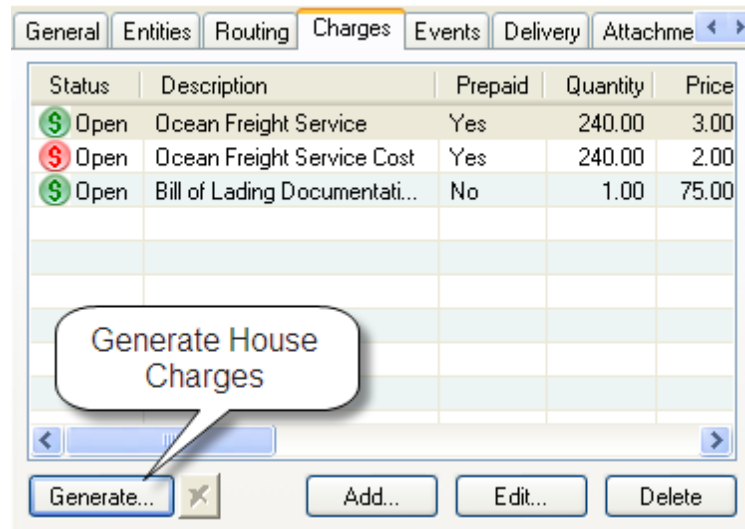 General Entities Routing Charges Events Delivery Attachme
Status Description Prepaid Quantity Price
$ Open Ocean Freight Service Yes 240.00 3.00
$ Open Ocean Freight Service Cost Yes 240.00 2.00
$ Open Bill of Lading Documentati... No 1.00 75.00
Generate House
Charges
Generate... Add... Edit... Delete